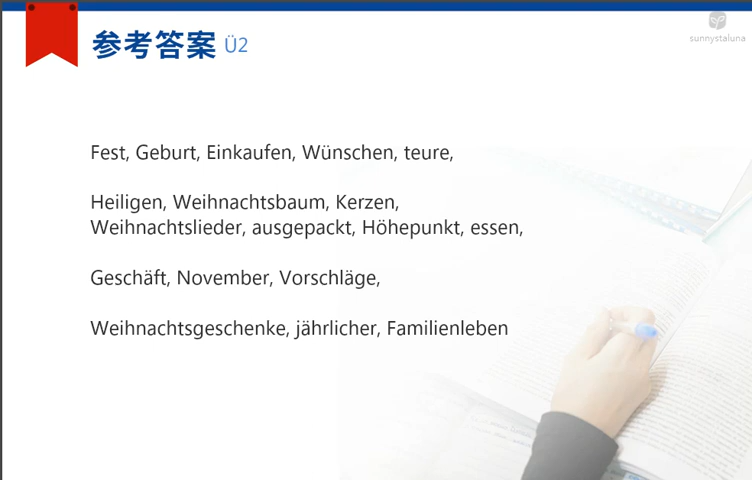 参考答案 Ü2
sunnystaluna
Fest, Geburt, Einkaufen, Wünschen, teure,
Heiligen, Weihnachtsbaum, Kerzen,
Weihnachtslieder, ausgepackt, Höhepunkt, essen,
Geschäft, November, Vorschläge,
Weihnachtsgeschenke, jährlicher, Familienleben